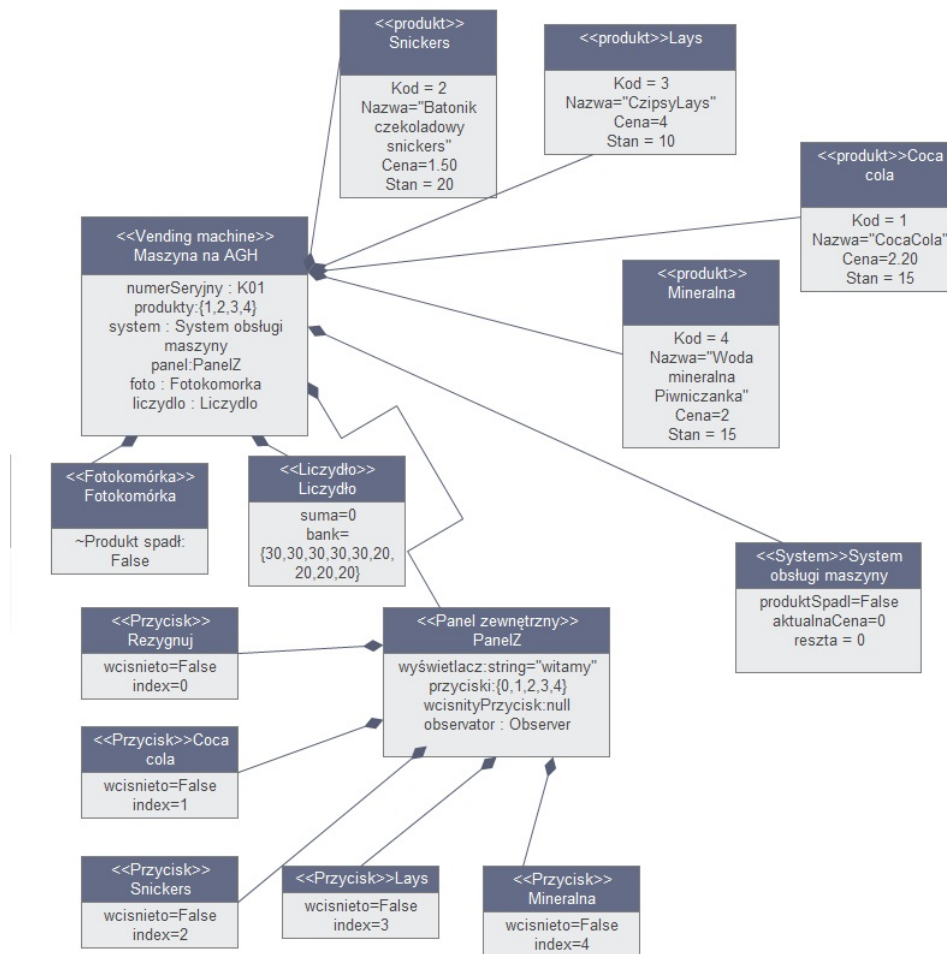 <<produkt>>
Snickers
Kod = 2
Nazwa="Batonik
czekoladowy
snickers"
Cena=1.50
Stan = 20
<<produkt>>Lays
Kod = 3
Nazwa="CzipsyLays"
Cena=4
Stan = 10
<<produkt>>Coca
cola
Kod = 1
Nazwa="CocaCola"
Cena=2.20
Stan = 15
<<Vending machine>>
Maszyna na AGH
numerSeryjny : K01
produkty:{1,2,3,4}
system : System obsługi
maszyny
panel:PanelZ
foto : Fotokomorka
liczydlo : Liczydlo
<<produkt>>
Mineralna
Kod = 4
Nazwa="Woda
mineralna
Piwniczanka"
Cena=2
Stan = 15
<<Fotokomórka>>
Fotokomórka
~Produkt spadł:
False
<<Liczydło>>
Liczydło
suma=0
bank=
{30,30,30,30,30,20,
20,20,20}
<<System>>System
obsługi maszyny
produktSpadl=False
aktualnaCena=0
reszta = 0
<<Przycisk>>
Rezygnuj
wcisnieto=False
index=0
<<Panel zewnętrzny>>
PanelZ
wyświetlacz:string="witamy"
przyciski:{0,1,2,3,4}
wcisnityPrzycisk:null
observator : Observer
<<Przycisk>>Coca
cola
wcisnieto=False
index=1
<<Przycisk>>
Snickers
wcisnieto=False
index=2
<<Przycisk>>Lays
wcisnieto=False
index=3
<<Przycisk>>
Mineralna
wcisnieto=False
index=4